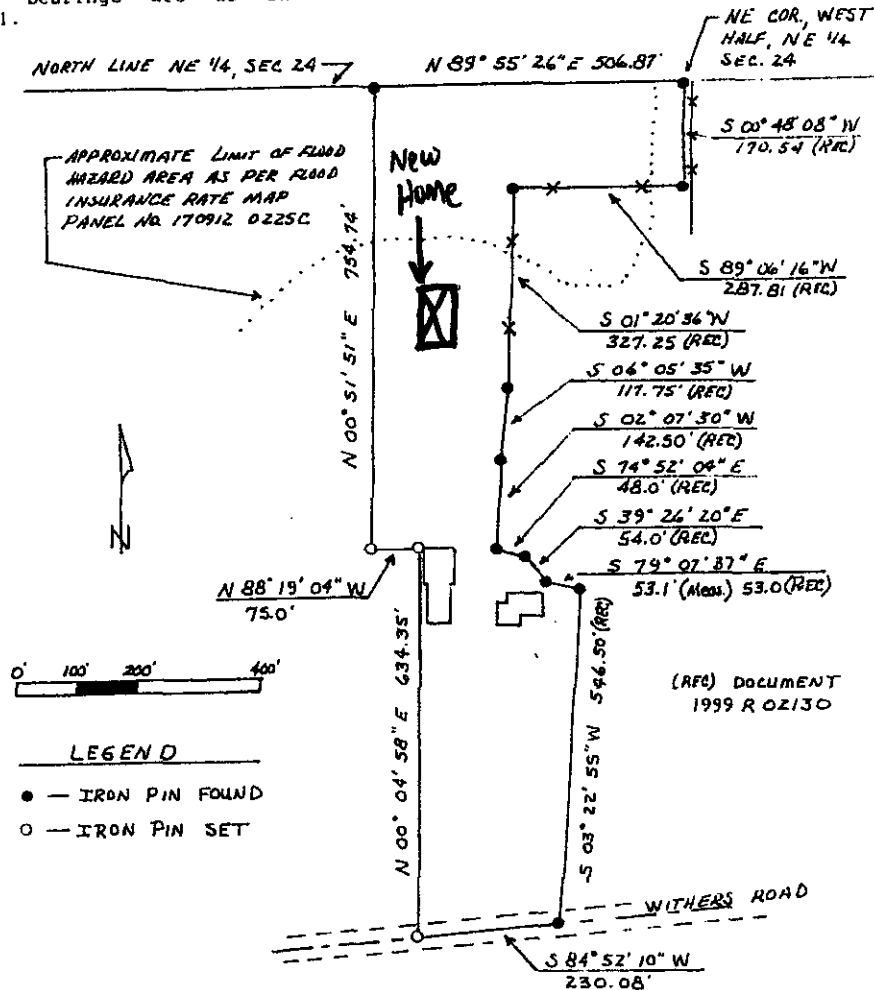 1.
NE COR., WEST
HALF, NE 1/4
SEC. 24
NORTH LINE NE 1/4, SEC 24
N 89° 55' 26" E 506.87'
S 00° 48' 08" W
170.54 (REC)
APPROXIMATE LIMIT OF FLOOD
HAZARD AREA AS PER FLOOD
INSURANCE RATE MAP
PANEL NO. 170912 0225C
New
Home
X
N 00° 51' 51" E 754.74'
S 89° 06' 16" W
287.81 (REC)
S 01° 20' 36" W
327.25 (REC)
S 06° 05' 35" W
117.75' (REC)
S 02° 07' 30" W
142.50' (REC)
S 74° 52' 04" E
48.0' (REC)
S 39° 26' 20" E
54.0' (REC)
S 79° 07' 37" E
53.1' (Meas.) 53.0 (REC)
N
N 88° 19' 04" W
75.0'
N 00° 04' 58" E 634.35'
S 03° 22' 55" W 546.50' (REC)
0' 100' 200' 400'
(REC) DOCUMENT
1999 R 02130
LEGEND
● — IRON PIN FOUND
○ — IRON PIN SET
WITHERS ROAD
S 84° 52' 10" W
230.08'